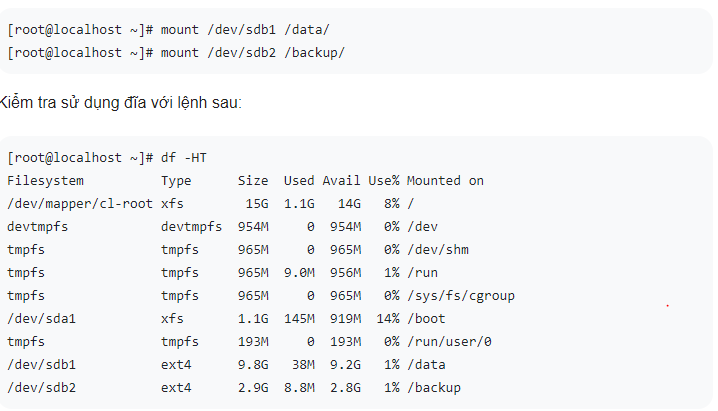 [root@localhost ~]# mount /dev/sdb1 /data/
[root@localhost ~]# mount /dev/sdb2 /backup/
Kiểm tra sử dụng đĩa với lệnh sau:
[root@localhost ~]# df -HT
Filesystem          Type      Size  Used Avail Use% Mounted on
/dev/mapper/cl-root xfs        15G  1.1G   14G   8% /
devtmpfs            devtmpfs  954M     0  954M   0% /dev
tmpfs               tmpfs     965M     0  965M   0% /dev/shm
tmpfs               tmpfs     965M  9.0M  956M   1% /run
tmpfs               tmpfs     965M     0  965M   0% /sys/fs/cgroup
/dev/sda1           xfs       1.1G  145M  919M  14% /boot
tmpfs               tmpfs     193M     0  193M   0% /run/user/0
/dev/sdb1           ext4      9.8G   38M  9.2G   1% /data
/dev/sdb2           ext4      2.9G  8.8M  2.8G   1% /backup